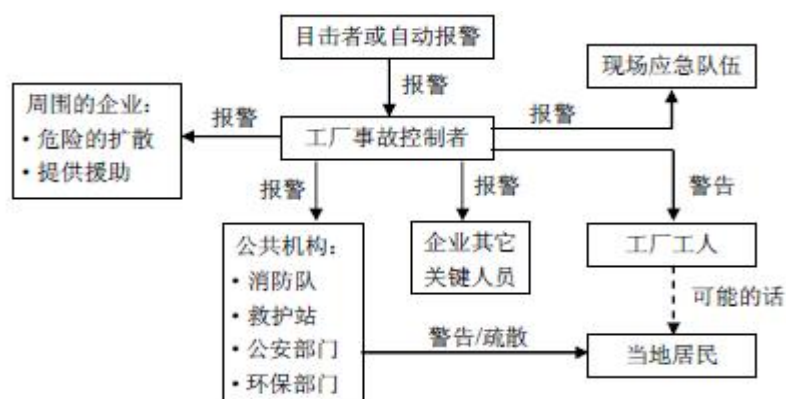 目击者或自动报警
报警
现场应急队伍
周围的企业：
• 危险的扩散
• 提供援助
报警
工厂事故控制者
报警
报警
报警
警告
公共机构：
• 消防队
• 救护站
• 公安部门
• 环保部门
企业其它
关键人员
工厂工人
可能的话
警告/疏散
当地居民